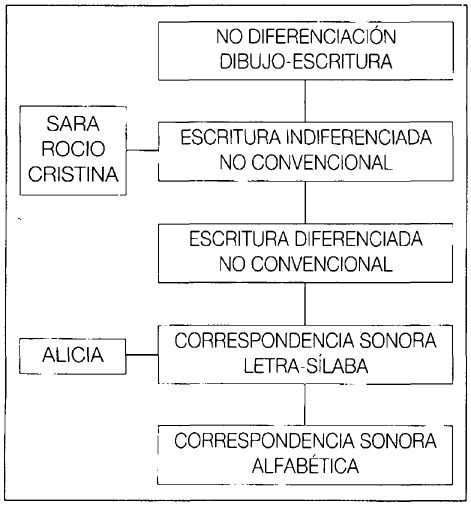 NO DIFERENCIACIÓN
DIBUJO-ESCRITURA
SARA
ROCIO
CRISTINA
ESCRITURA INDIFERENCIADA
NO CONVENCIONAL
ESCRITURA DIFERENCIADA
NO CONVENCIONAL
ALICIA
CORRESPONDENCIA SONORA
LETRA-SÍLABA
CORRESPONDENCIA SONORA
ALFABÉTICA